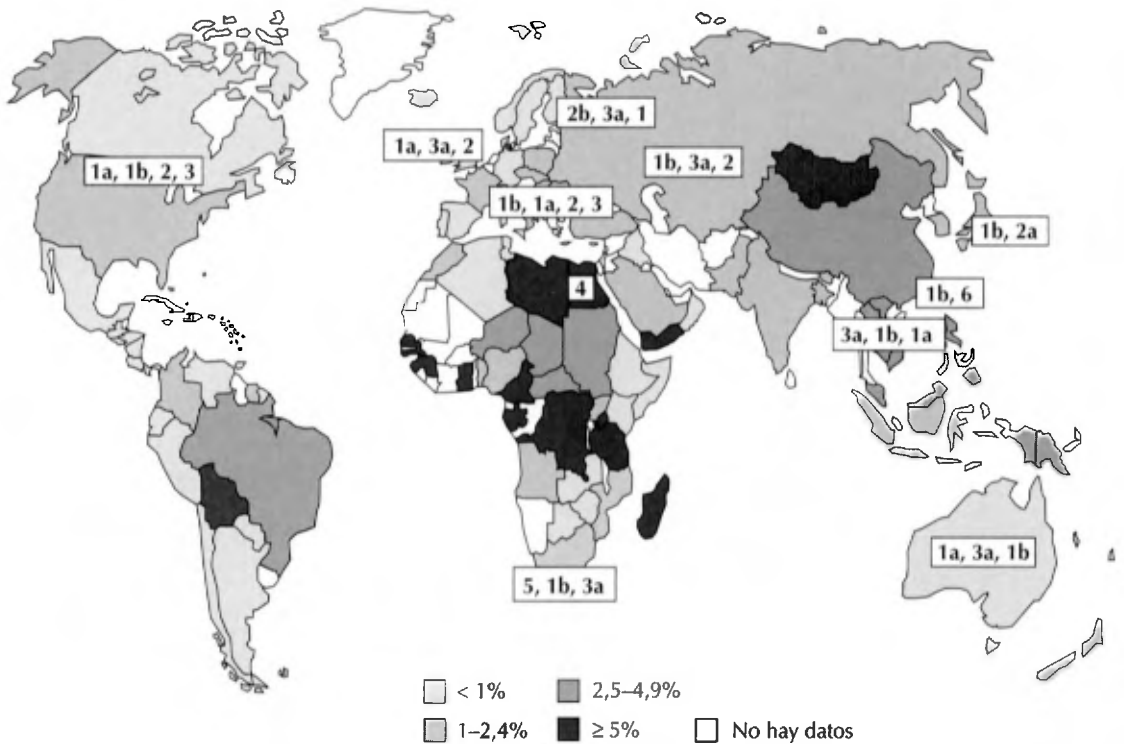 2b, 3a, 1
1a, 3a, 2
1a, 1b, 2, 3
1b, 3a, 2
1b, 1a, 2, 3
1b, 2a
4
1b, 6
3a, 1b, 1a
1a, 3a, 1b
5, 1b, 3a
< 1% 2,5–4,9%
1–2,4% ≥ 5% No hay datos